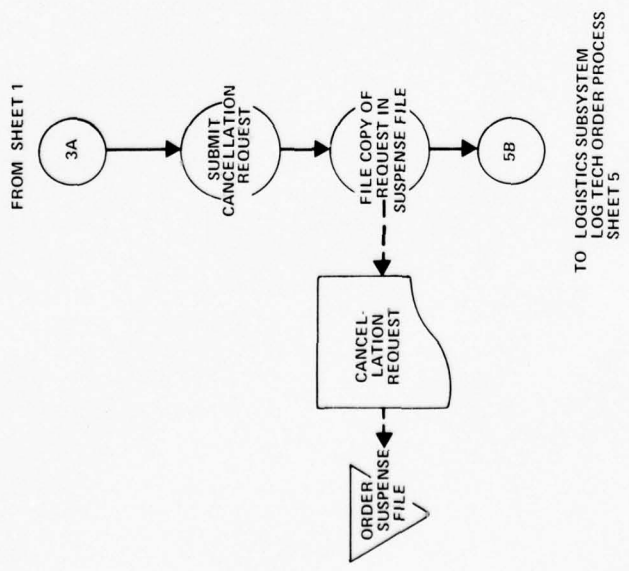 FROM SHEET 1
3A
SUBMIT
CANCELLATION
REQUEST
FILE COPY OF
REQUEST IN
SUSPENSE FILE
CANCEL-
LATION
REQUEST
ORDER
SUSPENSE
FILE
5B
TO LOGISTICS SUBSYSTEM
LOG TECH ORDER PROCESS
SHEET 5